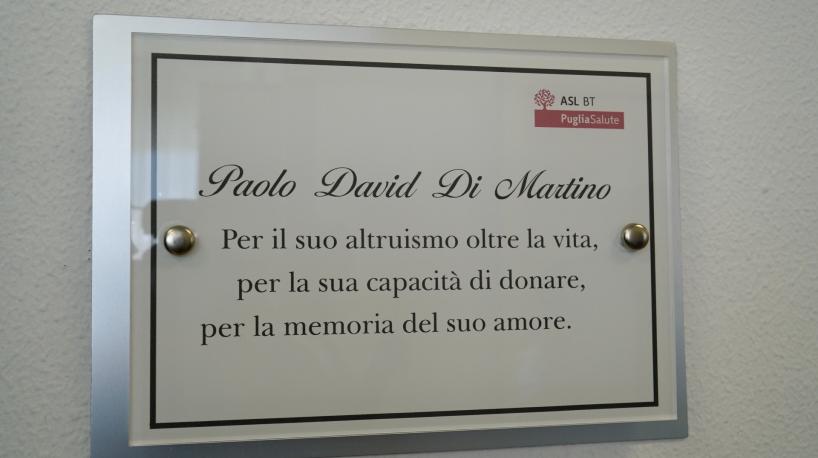 ASL BT
PugliaSalute
Paolo David Di Martino
Per il suo altruismo oltre la vita,
per la sua capacità di donare,
per la memoria del suo amore.